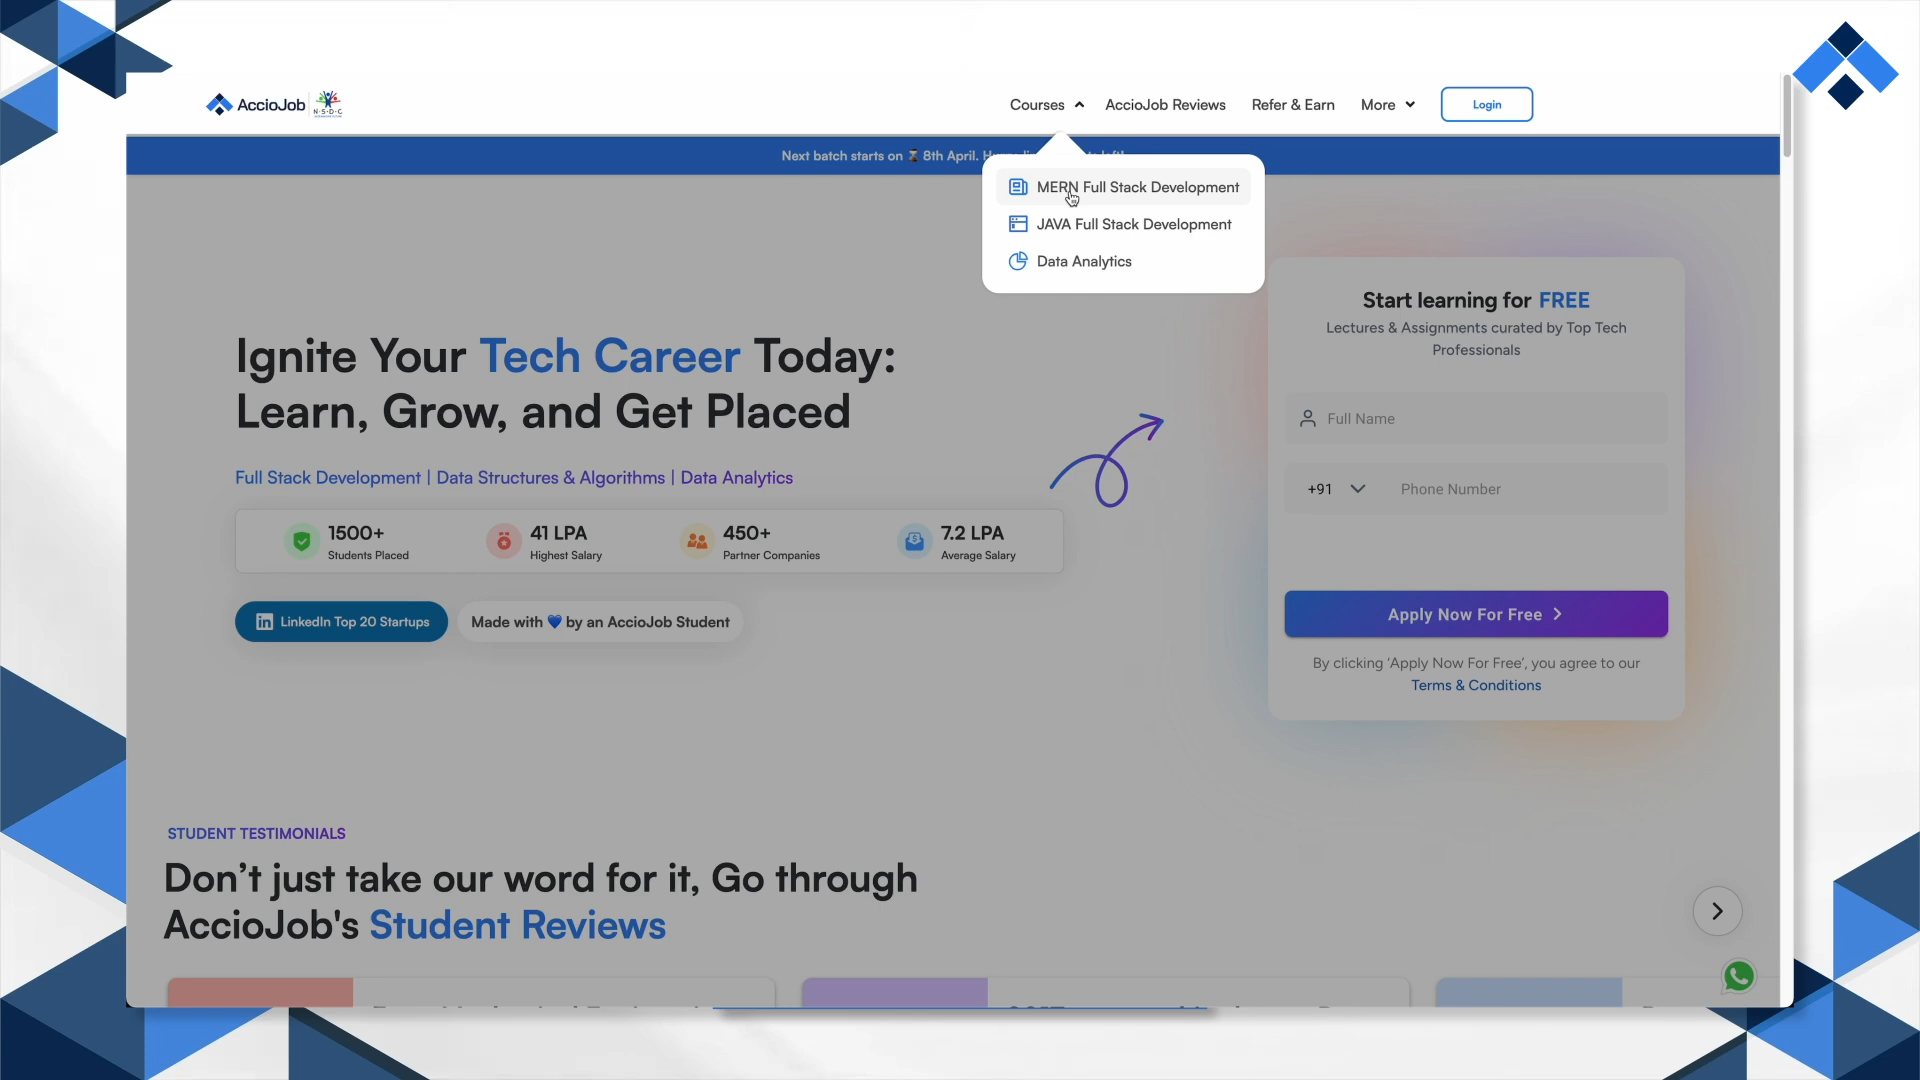 AccioJob
N·S·D·C
Courses
AccioJob Reviews
Refer & Earn
More
Login
Next batch starts on ⏳ 8th April.
MERN Full Stack Development
JAVA Full Stack Development
Data Analytics
Ignite Your Tech Career Today:
Learn, Grow, and Get Placed
Full Stack Development | Data Structures & Algorithms | Data Analytics
1500+
Students Placed
41 LPA
Highest Salary
450+
Partner Companies
7.2 LPA
Average Salary
LinkedIn Top 20 Startups
Made with 💙 by an AccioJob Student
Start learning for FREE
Lectures & Assignments curated by Top Tech
Professionals
Full Name
+91
Phone Number
Apply Now For Free
By clicking ‘Apply Now For Free’, you agree to our
Terms & Conditions
STUDENT TESTIMONIALS
Don’t just take our word for it, Go through
AccioJob's Student Reviews